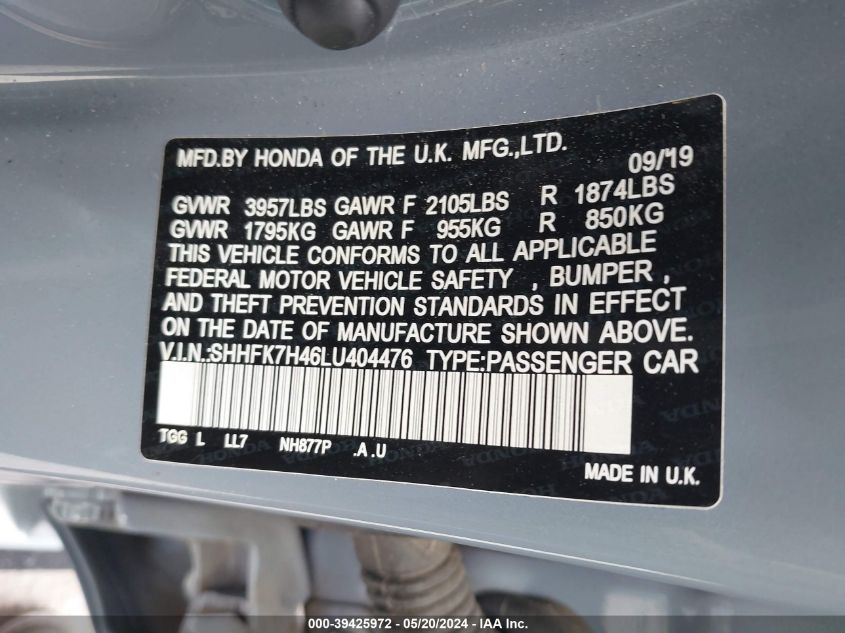 MFD.BY HONDA OF THE U.K. MFG.,LTD. 09/'19
GVWR 3957LBS GAWR F 2105LBS R 1874LBS
GVWR 1795KG GAWR F 955KG R 850KG
THIS VEHICLE CONFORMS TO ALL APPLICABLE
FEDERAL MOTOR VEHICLE SAFETY , BUMPER ,
AND THEFT PREVENTION STANDARDS IN EFFECT
ON THE DATE OF MANUFACTURE SHOWN ABOVE.
V.I.N.:SHHFK7H46LU404476 TYPE:PASSENGER CAR
TGG L LL7 NH877P .A .U
MADE IN U.K.
000-39425972 - 05/20/2024 - IAA Inc.